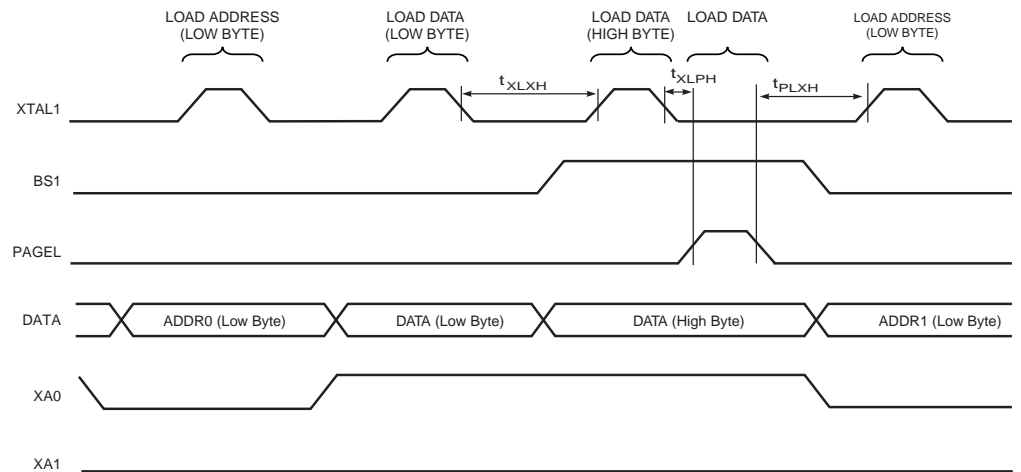 LOAD ADDRESS
(LOW BYTE)
LOAD DATA
(LOW BYTE)
LOAD DATA
(HIGH BYTE)
LOAD DATA
LOAD ADDRESS
(LOW BYTE)
tXLXH
tXLPH
tPLXH
XTAL1
BS1
PAGEL
DATA
ADDR0 (Low Byte)
DATA (Low Byte)
DATA (High Byte)
ADDR1 (Low Byte)
XA0
XA1